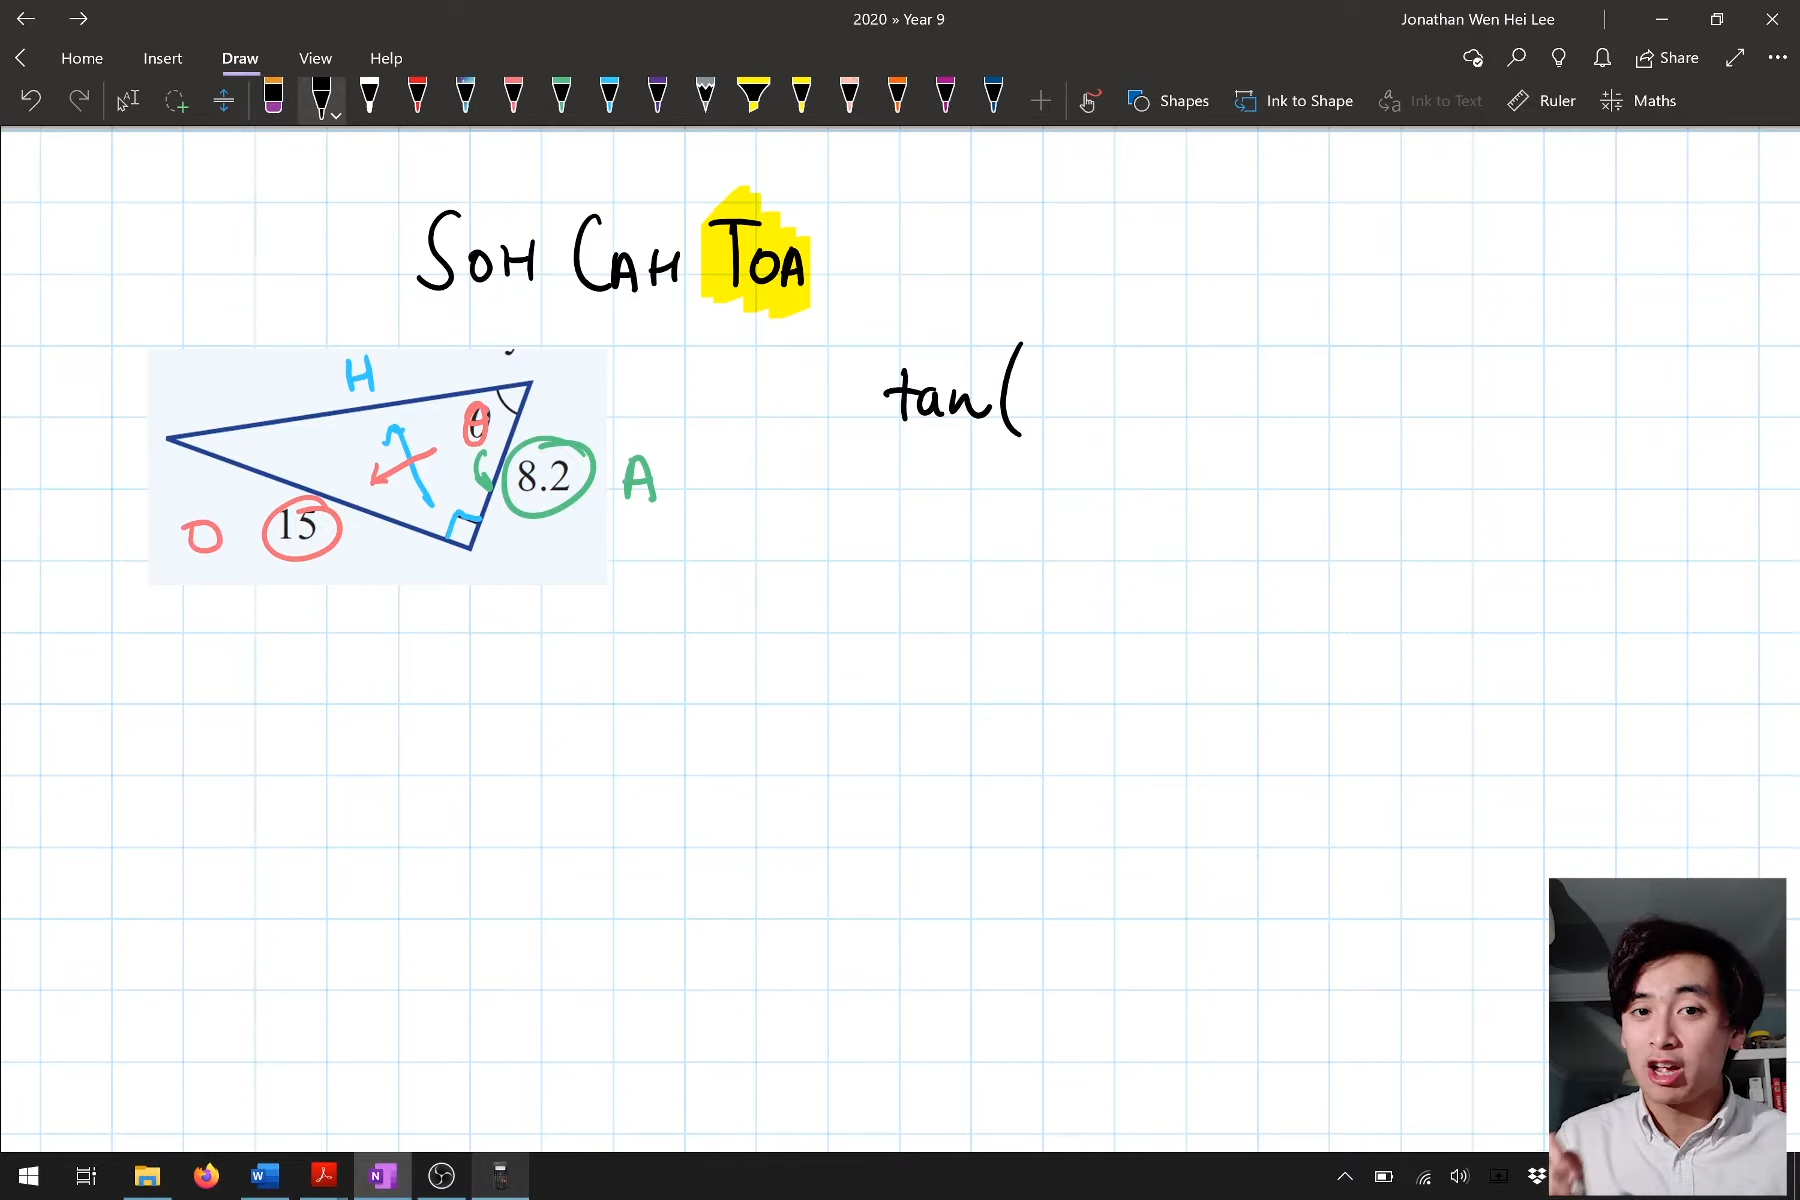 2020 » Year 9
Jonathan Wen Hei Lee
Home Insert Draw View Help
Share
Shapes Ink to Shape Ink to Text Ruler Maths
SOH CAH TOA
H
tan(
θ
8.2 A
O 15